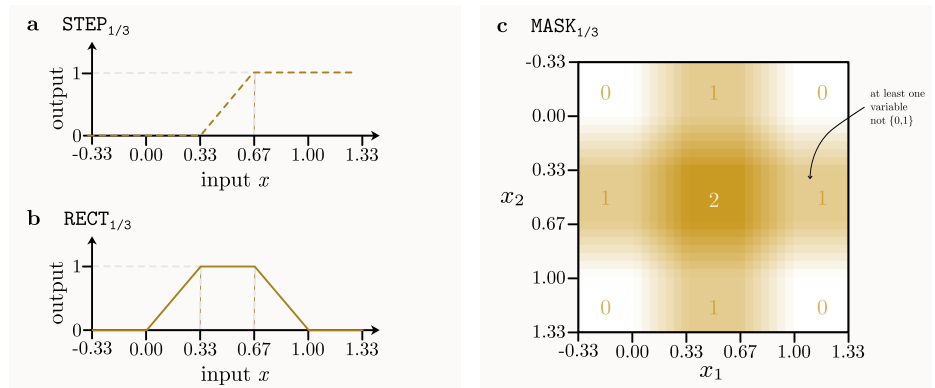 a STEP1/3
output
1
0
-0.33 0.00 0.33 0.67 1.00 1.33
input x
b RECT1/3
output
1
0
-0.33 0.00 0.33 0.67 1.00 1.33
input x
c MASK1/3
-0.33
0.00
0.33
0.67
1.00
1.33
x2
0 1 0
1 2 1
0 1 0
-0.33 0.00 0.33 0.67 1.00 1.33
x1
at least one
variable
not {0,1}